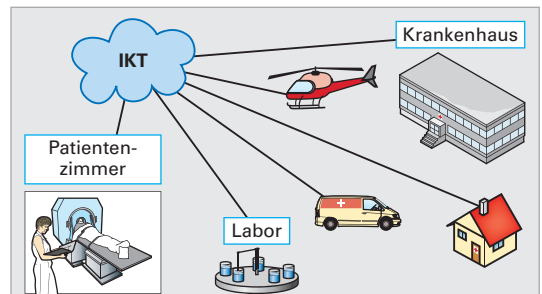 IKT
Krankenhaus
Patienten-
zimmer
Labor